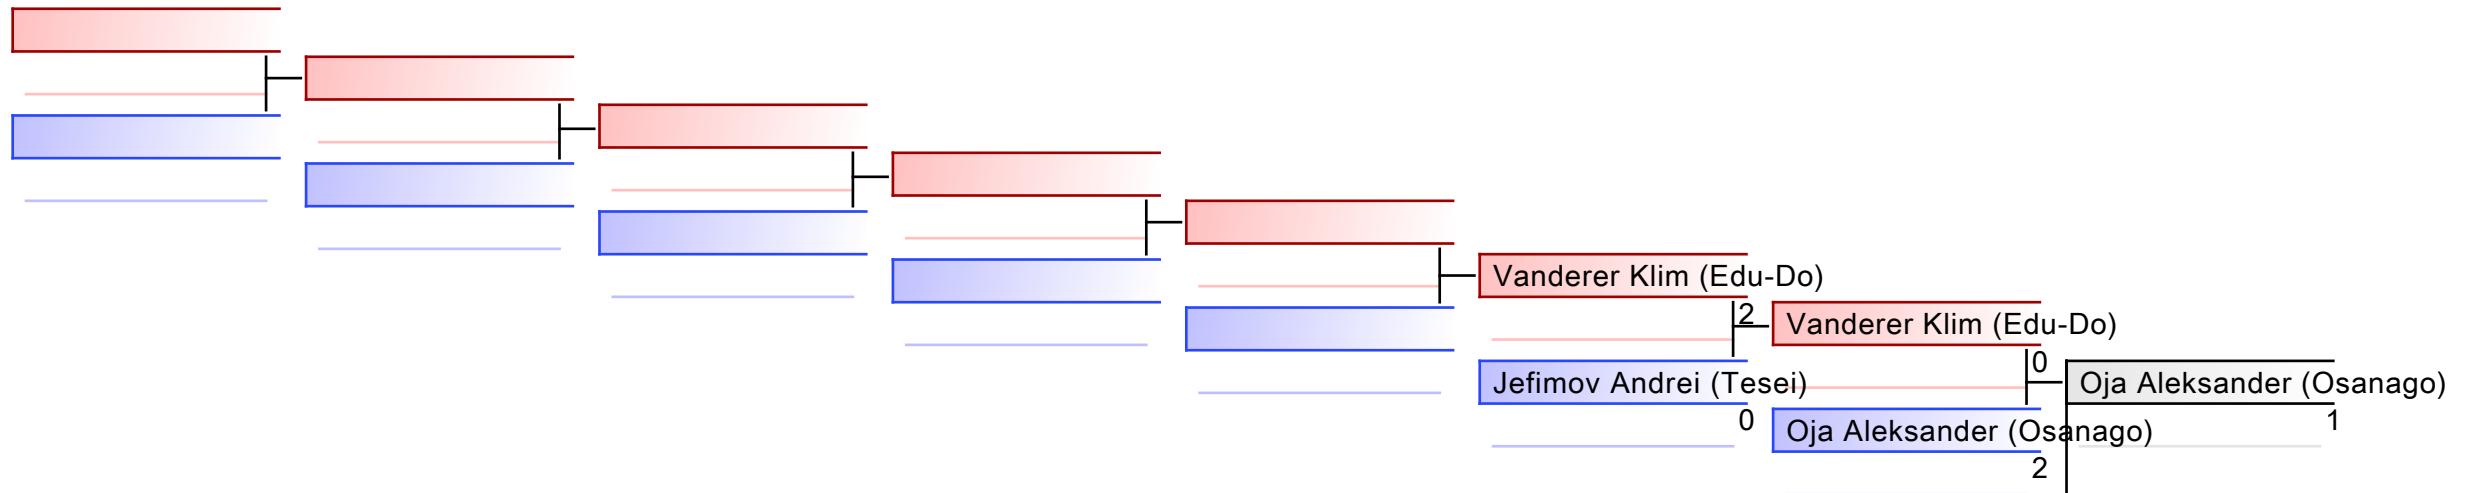 Vanderer Klim (Edu-Do)
2
Vanderer Klim (Edu-Do)
0
Jefimov Andrei (Tesei)
Oja Aleksander (Osanago)
0
1
Oja Aleksander (Osanago)
2